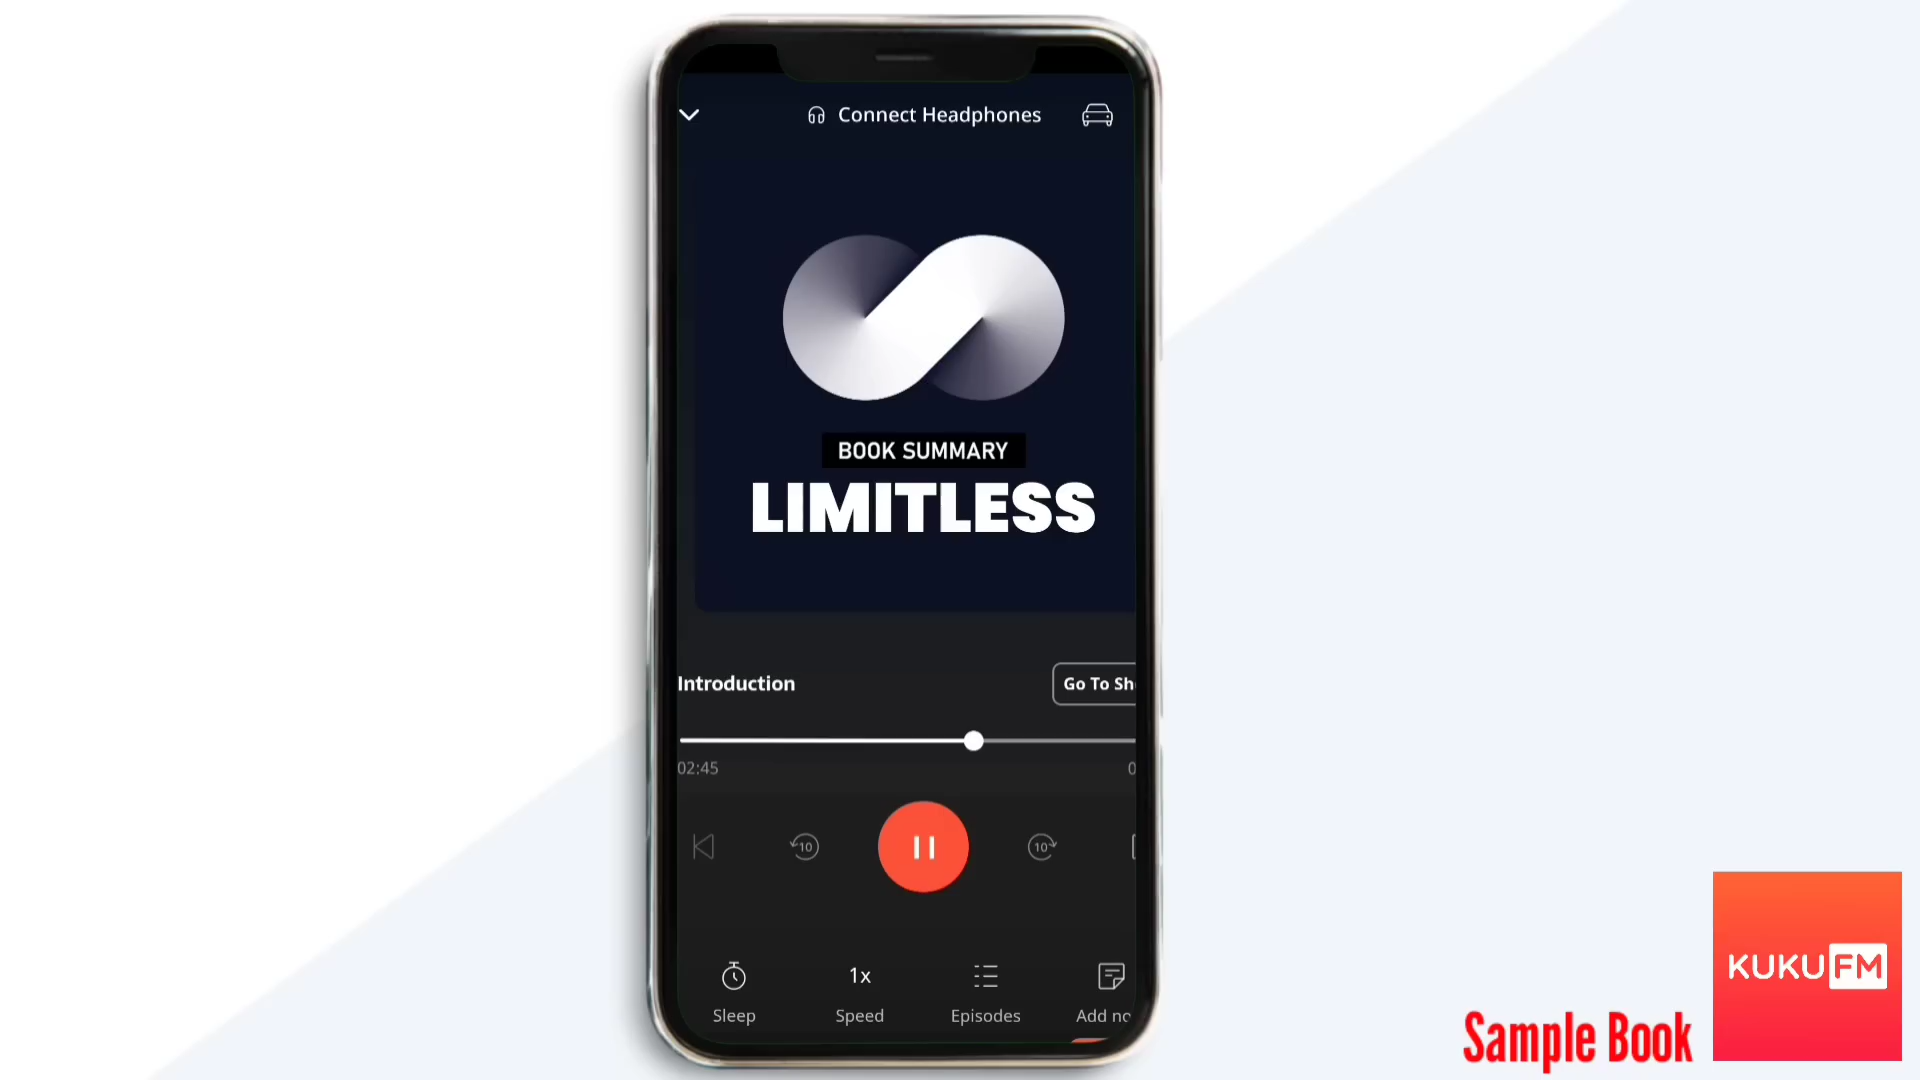 Connect Headphones
BOOK SUMMARY
LIMITLESS
Introduction
Go To Sh
02:45
0
10
10
1x
Sleep
Speed
Episodes
Add no
KUKU FM
Sample Book